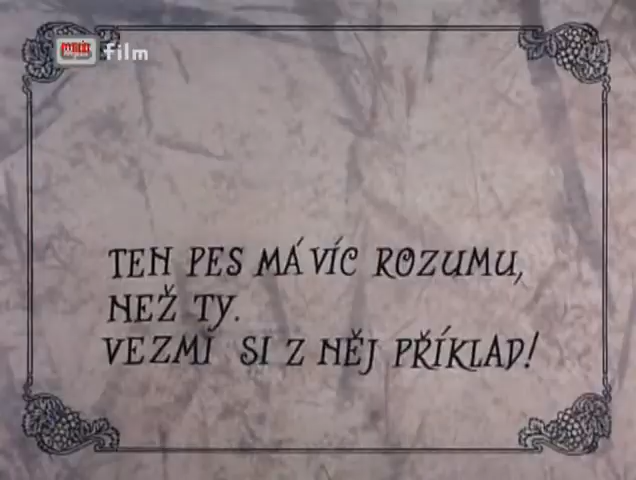 film
TEN PES MÁ VÍC ROZUMU,
NEŽ TY.
VEZMI SI Z NĚJ PŘÍKLAD!